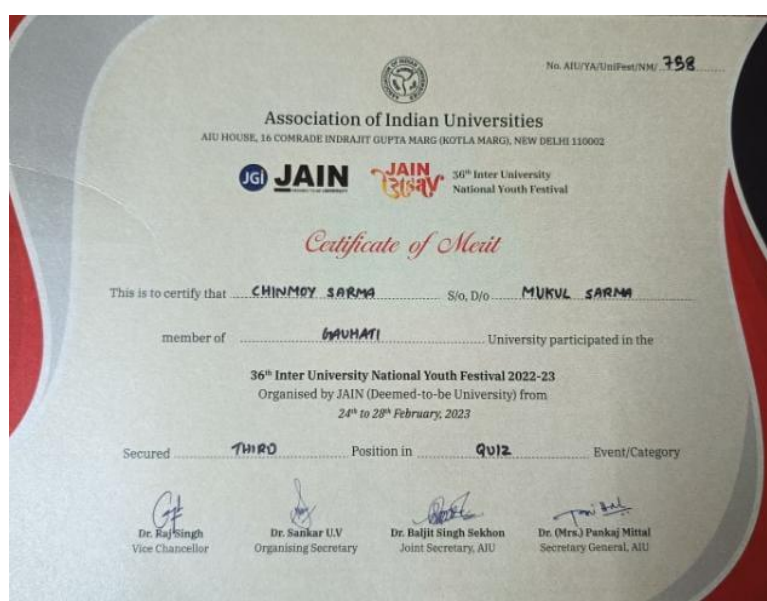 No. AIU/YA/UniFest/NM/ 758
Association of Indian Universities
AIU HOUSE, 16 COMRADE INDRAJIT GUPTA MARG (KOTLA MARG), NEW DELHI 110002
JGI JAIN
JAIN उत्सव
36th Inter University
National Youth Festival
Certificate of Merit
This is to certify that CHINMOY SARMA S/o, D/o MUKUL SARMA
member of GAUHATI University participated in the
36th Inter University National Youth Festival 2022-23
Organised by JAIN (Deemed-to-be University) from
24th to 28th February, 2023
Secured THIRD Position in QUIZ Event/Category
Dr. Raj Singh
Vice Chancellor
Dr. Sankar U.V
Organising Secretary
Dr. Baljit Singh Sekhon
Joint Secretary, AIU
Dr. (Mrs.) Pankaj Mittal
Secretary General, AIU